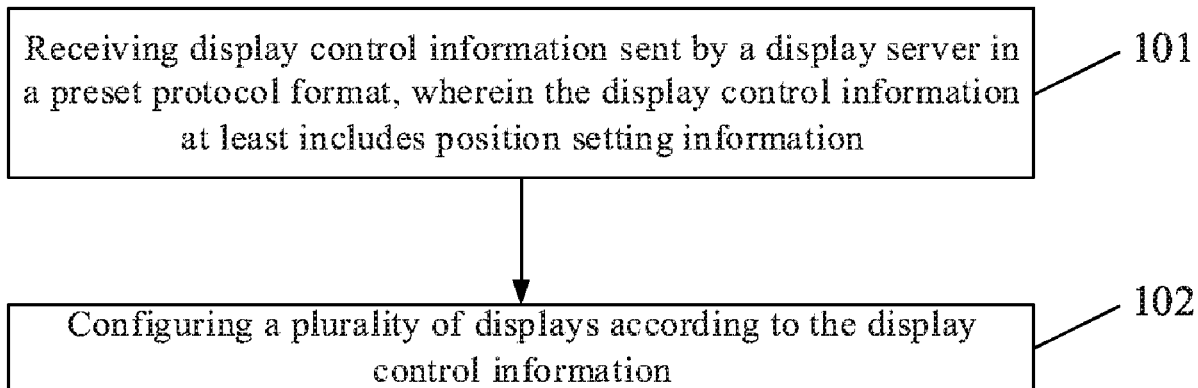 Receiving display control information sent by a display server in
a preset protocol format, wherein the display control information
at least includes position setting information
101
Configuring a plurality of displays according to the display
control information
102